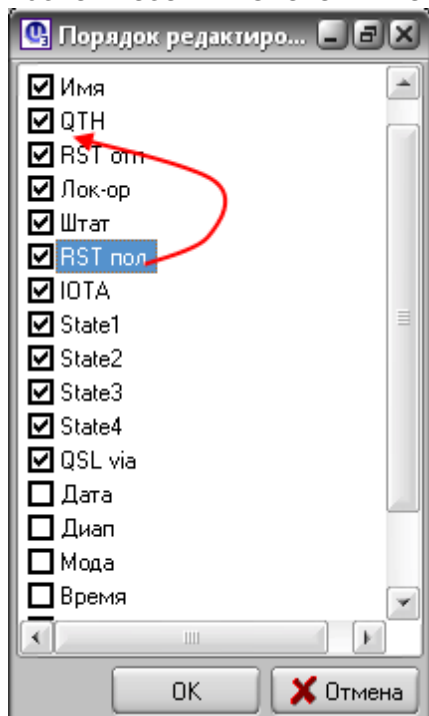 Порядок редактиро...
Имя
QTH
RST отп
Лок-ор
Штат
RST пол
IOTA
State1
State2
State3
State4
QSL via
Дата
Диап
Мода
Время
OK
Отмена